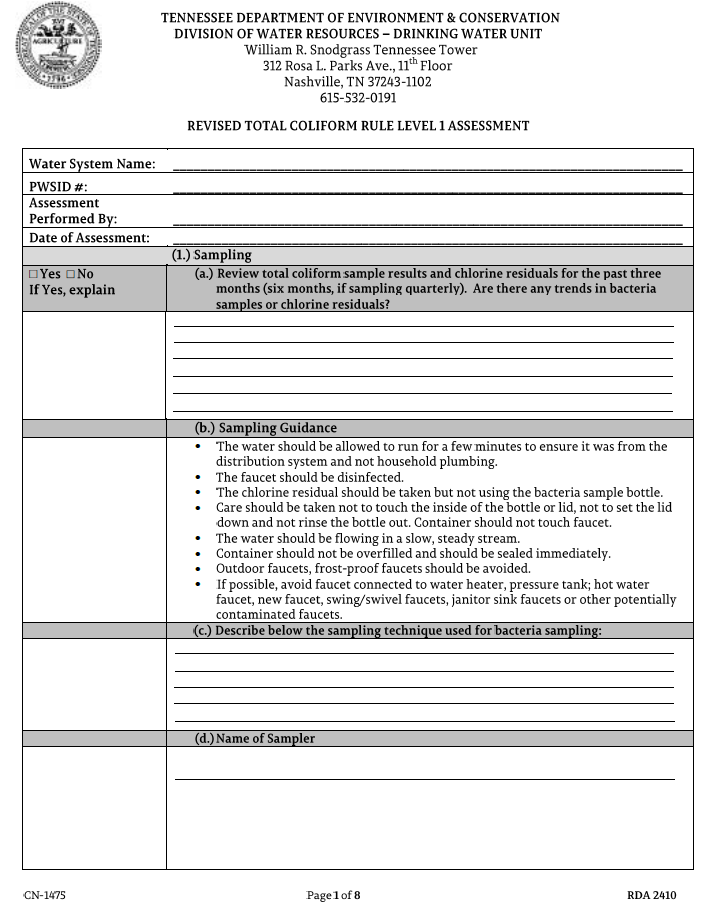 TENNESSEE DEPARTMENT OF ENVIRONMENT & CONSERVATION
DIVISION OF WATER RESOURCES – DRINKING WATER UNIT
William R. Snodgrass Tennessee Tower
312 Rosa L. Parks Ave., 11th Floor
Nashville, TN 37243-1102
615-532-0191
REVISED TOTAL COLIFORM RULE LEVEL 1 ASSESSMENT
Water System Name:
PWSID #:
Assessment
Performed By:
Date of Assessment:
(1.) Sampling
☐ Yes ☐ No
If Yes, explain
(a.) Review total coliform sample results and chlorine residuals for the past three
months (six months, if sampling quarterly). Are there any trends in bacteria
samples or chlorine residuals?
(b.) Sampling Guidance
• The water should be allowed to run for a few minutes to ensure it was from the
distribution system and not household plumbing.
• The faucet should be disinfected.
• The chlorine residual should be taken but not using the bacteria sample bottle.
• Care should be taken not to touch the inside of the bottle or lid, not to set the lid
down and not rinse the bottle out. Container should not touch faucet.
• The water should be flowing in a slow, steady stream.
• Container should not be overfilled and should be sealed immediately.
• Outdoor faucets, frost-proof faucets should be avoided.
• If possible, avoid faucet connected to water heater, pressure tank; hot water
faucet, new faucet, swing/swivel faucets, janitor sink faucets or other potentially
contaminated faucets.
(c.) Describe below the sampling technique used for bacteria sampling:
(d.) Name of Sampler
CN-1475
Page 1 of 8
RDA 2410